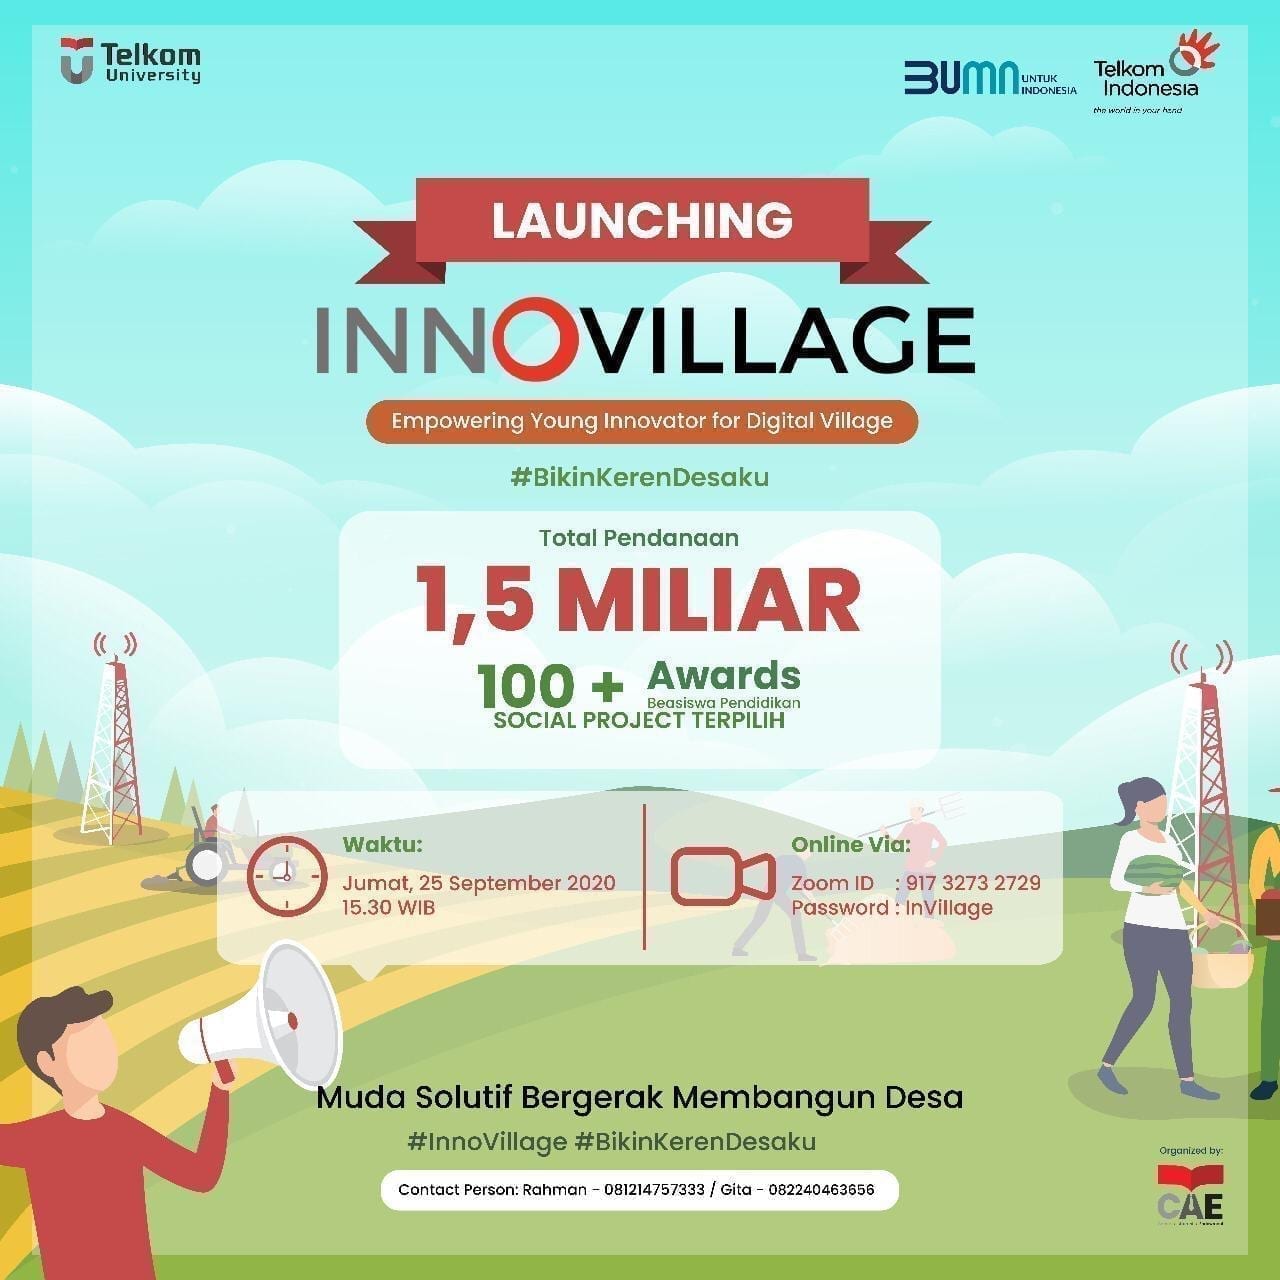 Telkom
University
BUMN UNTUK
INDONESIA
Telkom
Indonesia
the world in your hand
LAUNCHING
INNOVILLAGE
Empowering Young Innovator for Digital Village
#BikinKerenDesaku
Total Pendanaan
1,5 MILIAR
100 + Awards
Beasiswa Pendidikan
SOCIAL PROJECT TERPILIH
Waktu:
Jumat, 25 September 2020
15.30 WIB
Online Via:
Zoom ID : 917 3273 2729
Password : InVillage
Muda Solutif Bergerak Membangun Desa
#InnoVillage #BikinKerenDesaku
Contact Person: Rahman - 081214757333 / Gita - 082240463656
Organized by:
CAE